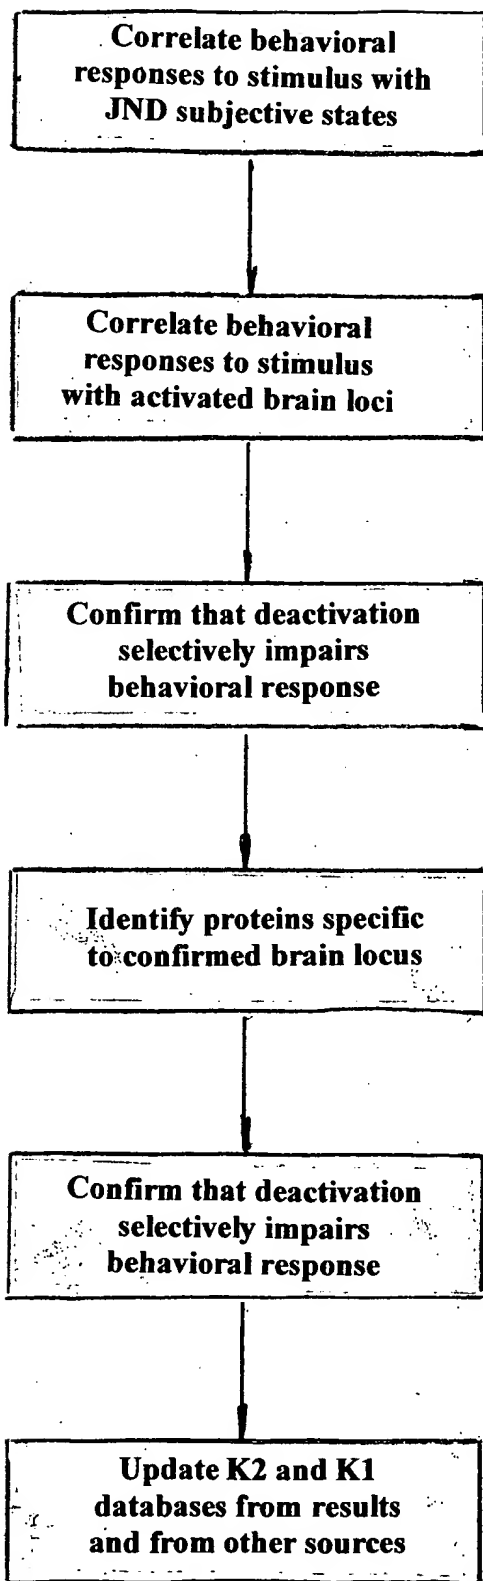 Correlate behavioral
responses to stimulus with
JND subjective states
Correlate behavioral
responses to stimulus
with activated brain loci
Confirm that deactivation
selectively impairs
behavioral response
Identify proteins specific
to confirmed brain locus
Confirm that deactivation
selectively impairs
behavioral response
Update K2 and K1
databases from results
and from other sources